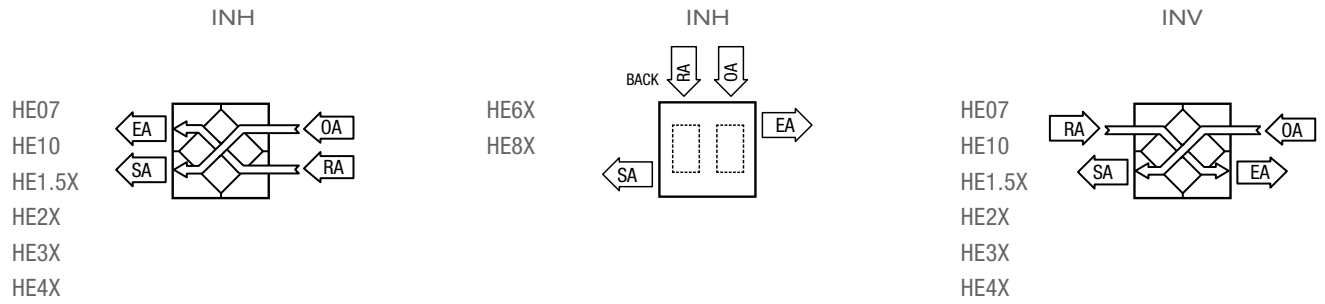 INH
HE07
HE10
HE1.5X
HE2X
HE3X
HE4X
EA
OA
SA
RA
INH
HE6X
HE8X
BACK
RA
OA
EA
SA
INV
HE07
HE10
HE1.5X
HE2X
HE3X
HE4X
RA
OA
SA
EA